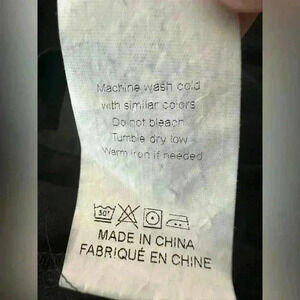 Machine wash cold
with similar colors
Do not bleach
Tumble dry low
Warm iron if needed
30°
MADE IN CHINA
FABRIQUÉ EN CHINE